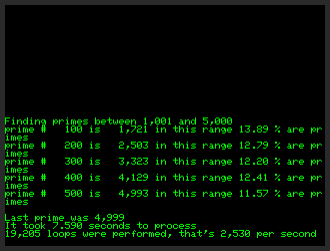 Finding primes between 1,001 and 5,000
prime #   100 is   1,721 in this range 13.89 % are pr
imes
prime #   200 is   2,503 in this range 12.79 % are pr
imes
prime #   300 is   3,323 in this range 12.20 % are pr
imes
prime #   400 is   4,129 in this range 12.41 % are pr
imes
prime #   500 is   4,993 in this range 11.57 % are pr
imes
Last prime was 4,999
It took 7.590 seconds to process
19,205 loops were performed, that's 2,530 per second